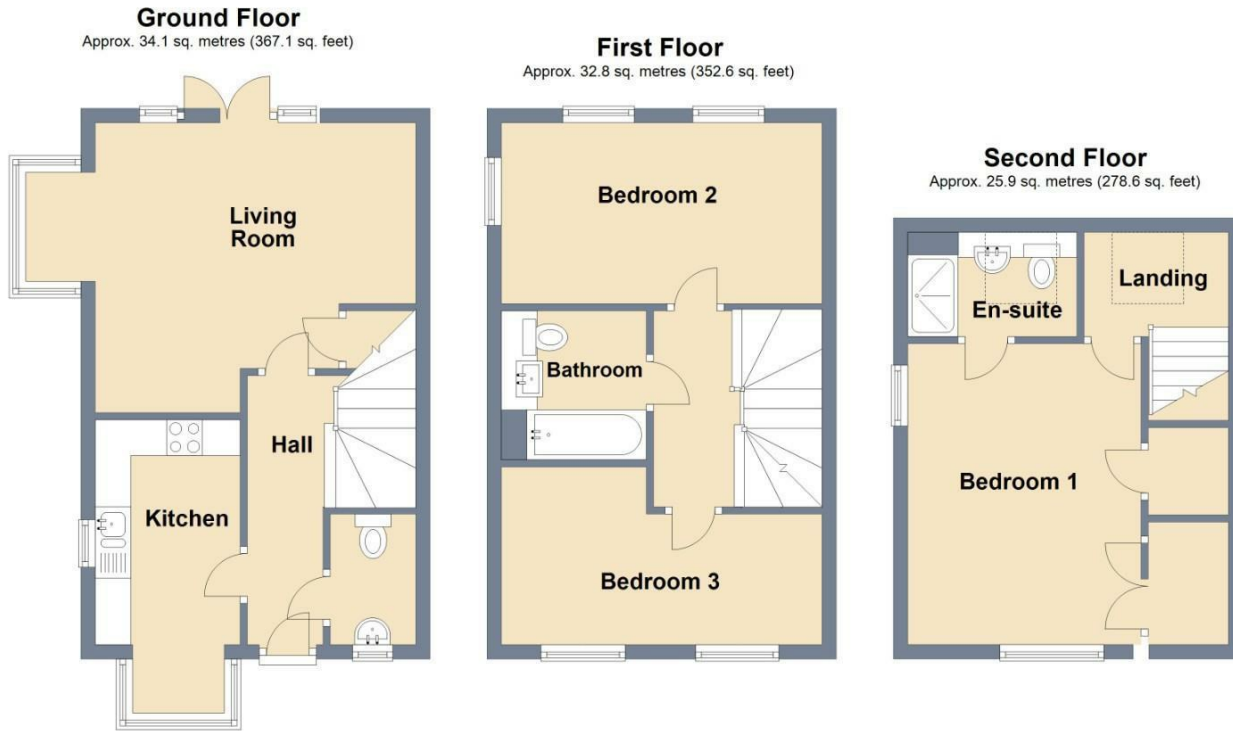 Ground Floor
Approx. 34.1 sq. metres (367.1 sq. feet)
Living
Room
Hall
Kitchen
First Floor
Approx. 32.8 sq. metres (352.6 sq. feet)
Bedroom 2
Bathroom
Bedroom 3
Second Floor
Approx. 25.9 sq. metres (278.6 sq. feet)
Landing
En-suite
Bedroom 1